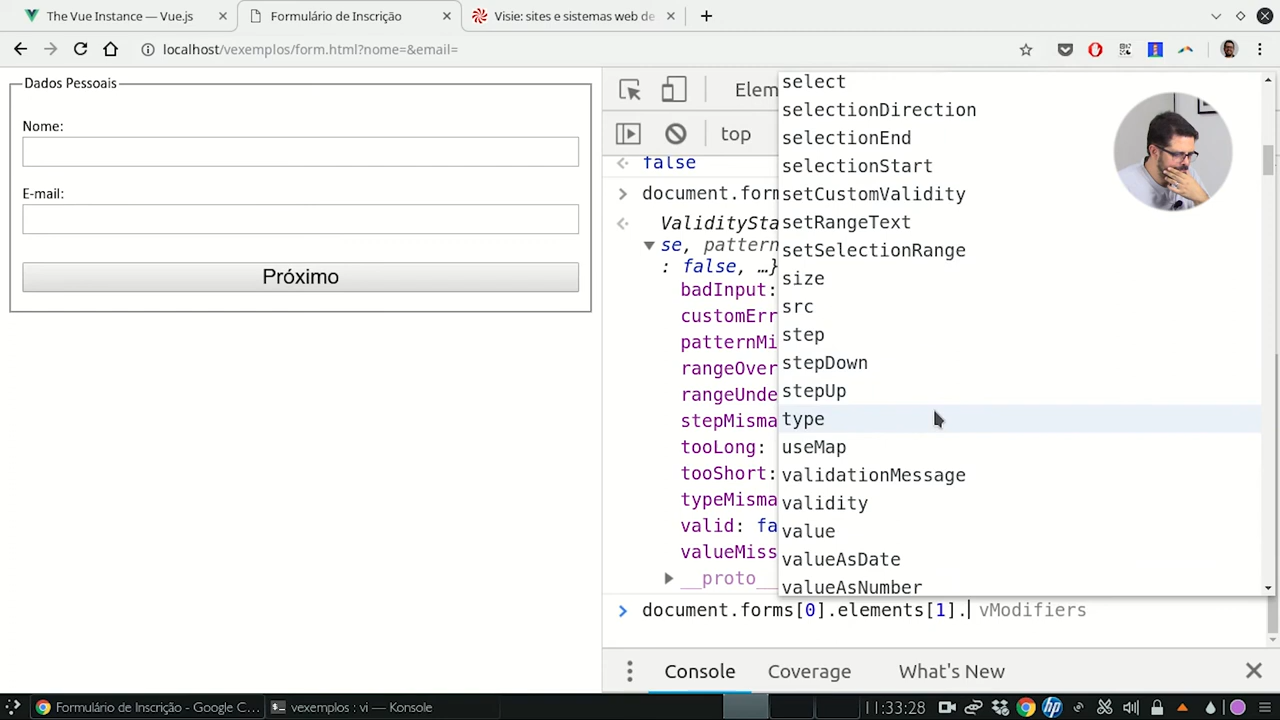 The Vue Instance — Vue.js
Formulário de Inscrição
Visie: sites e sistemas web de
localhost/vexemplos/form.html?nome=&email=
Dados Pessoais
Nome:
E-mail:
Próximo
Elem
top
false
document.form
ValiditySta
se, pattern
: false, …}
badInput:
customErr
patternMi
rangeOver
rangeUnde
stepMisma
tooLong:
tooShort:
typeMisma
valid: fa
valueMiss
__proto__
select
selectionDirection
selectionEnd
selectionStart
setCustomValidity
setRangeText
setSelectionRange
size
src
step
stepDown
stepUp
type
useMap
validationMessage
validity
value
valueAsDate
valueAsNumber
document.forms[0].elements[1]. vModifiers
Console Coverage What's New
Formulário de Inscrição - Google C... vexemplos : vi — Konsole 11:33:28